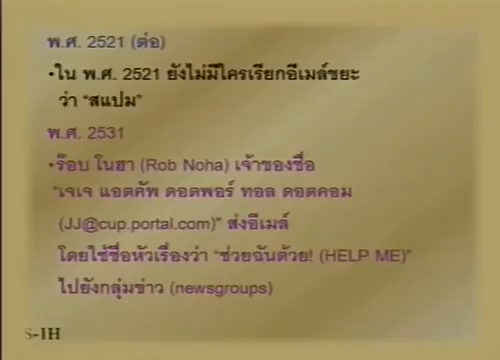 พ.ศ. 2521 (ต่อ)
•ใน พ.ศ. 2521 ยังไม่มีใครเรียกอีเมล์ขยะ
ว่า "สแปม"
พ.ศ. 2531
•ร๊อบ โนฮา (Rob Noha) เจ้าของชื่อ
"เจเจ แอตคัพ ดอตพอร์ ทอล ดอตคอม
(JJ@cup.portal.com)" ส่งอีเมล์
โดยใช้ชื่อหัวเรื่องว่า "ช่วยฉันด้วย! (HELP ME)"
ไปยังกลุ่มข่าว (newsgroups)
S-1H